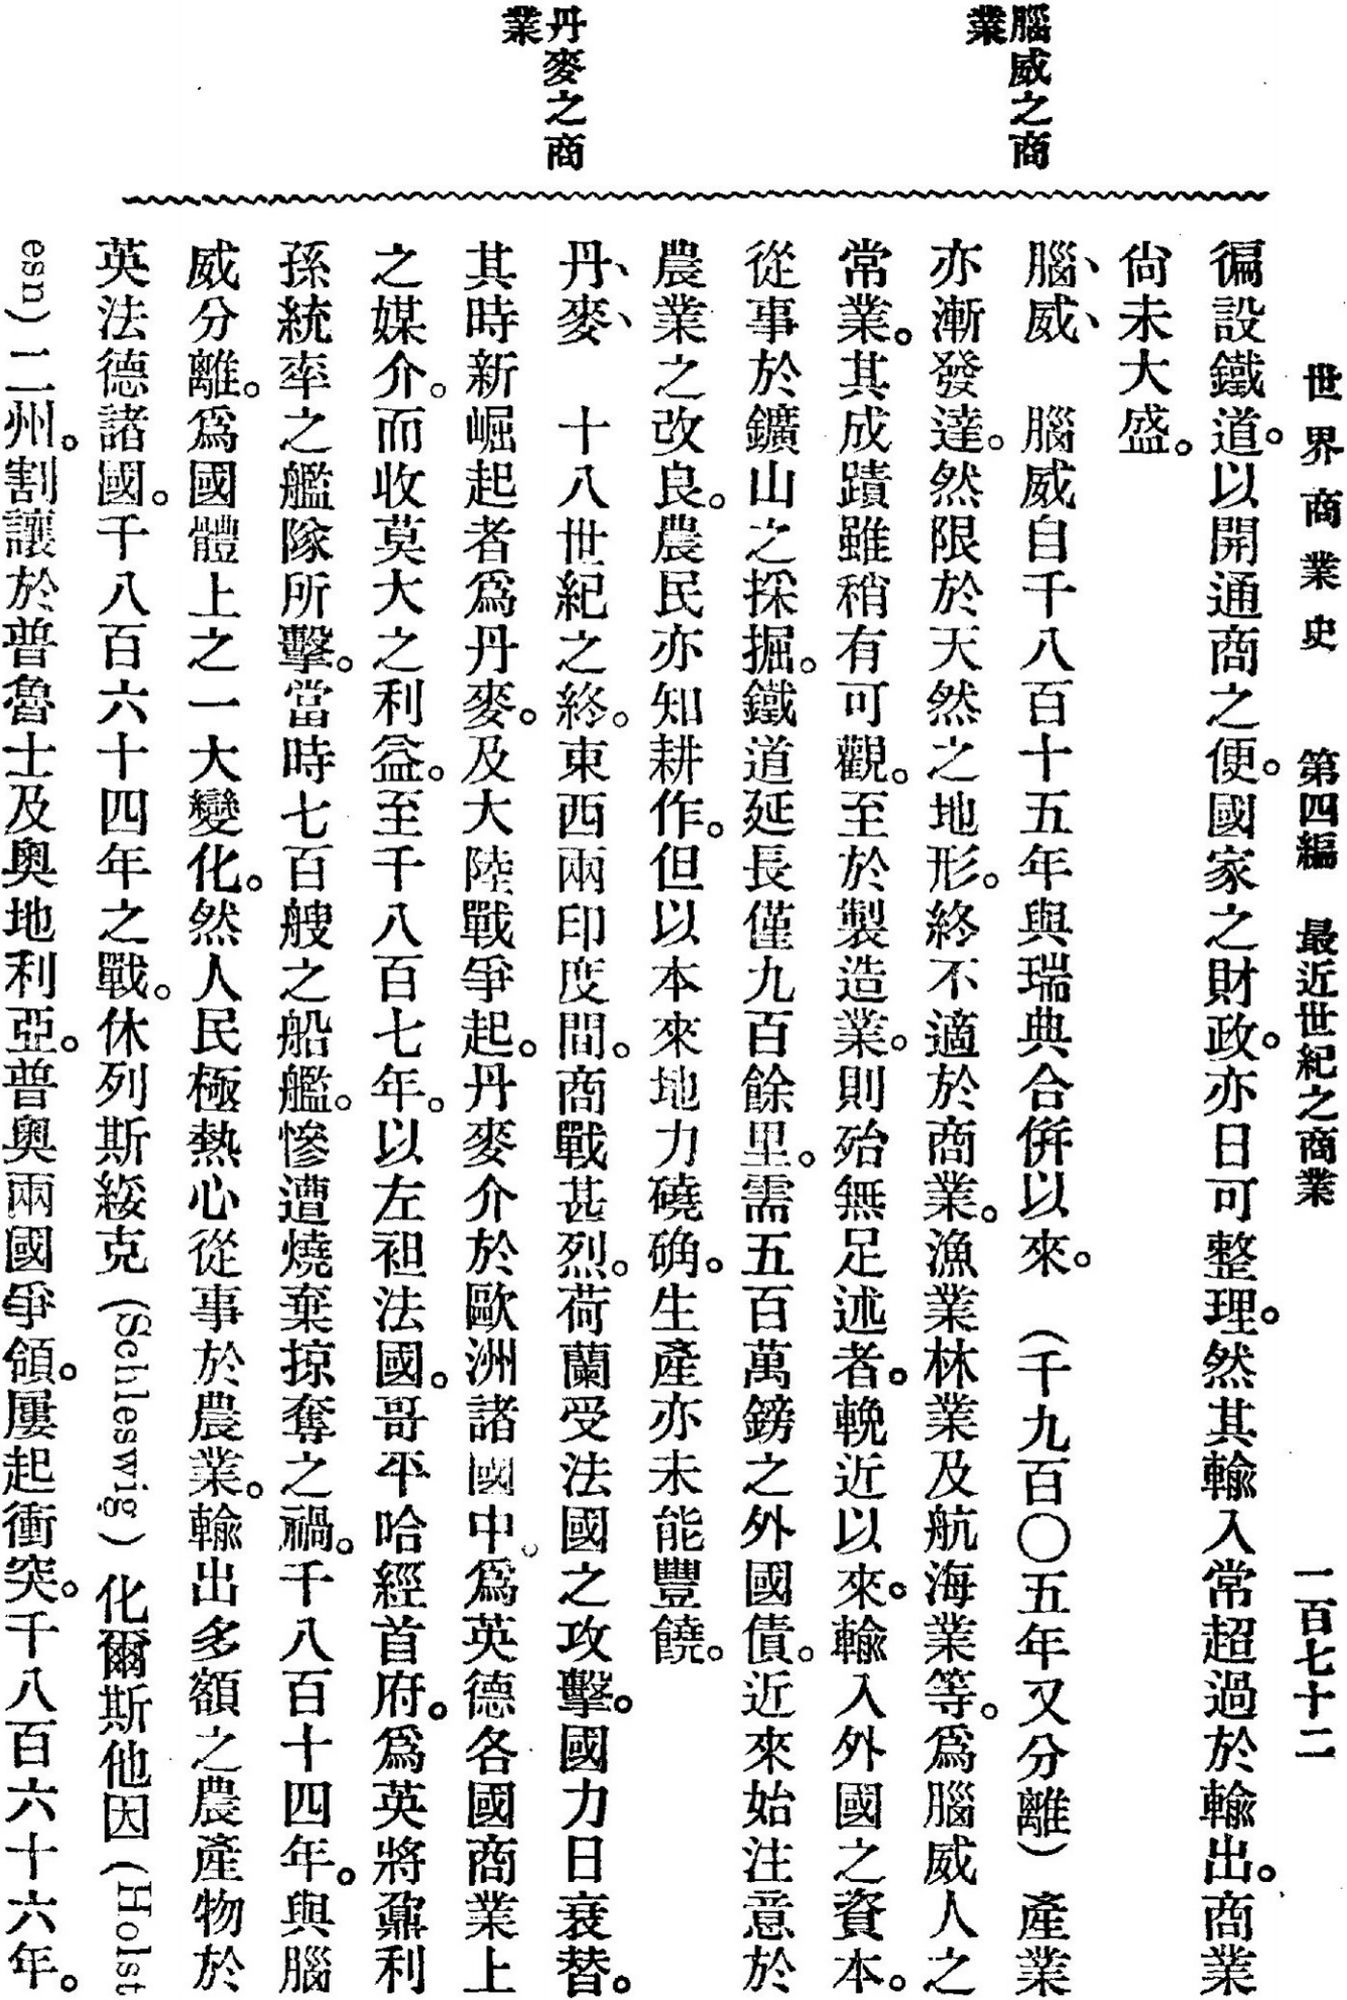 世界商業史　第四編　最近世紀之商業　一百七十二
徧設鐵道。以開通商之便。國家之財政。亦日可整理。然其輸入常超過於輸出。商業
尙未大盛。
腦威之商
業
腦、威、　腦威自千八百十五年與瑞典合併以來。（千九百〇五年又分離）產業
亦漸發達。然限於天然之地形。終不適於商業。漁業林業及航海業等。爲腦威人之
常業。其成蹟雖稍有可觀。至於製造業。則殆無足述者。輓近以來。輸入外國之資本。
從事於鑛山之採掘。鐵道延長僅九百餘里。需五百萬鎊之外國債。近來始注意於
農業之改良。農民亦知耕作。但以本來地力磽确。生產亦未能豐饒。
丹麥之商
業
丹、麥、　十八世紀之終。東西兩印度間。商戰甚烈。荷蘭受法國之攻擊。國力日衰替。
其時新崛起者爲丹麥。及大陸戰爭起。丹麥介於歐洲諸國中。爲英德各國商業上
之媒介。而收莫大之利益。至千八百七年。以左袒法國。哥平哈經首府。爲英將鼐利
孫統率之艦隊所擊。當時七百艘之船艦。慘遭燒棄掠奪之禍。千八百十四年。與腦
威分離。爲國體上之一大變化。然人民極熱心從事於農業。輸出多額之農產物於
英法德諸國。千八百六十四年之戰。休列斯綏克（Schleswig）化爾斯他因（Holst
esn）二州。割讓於普魯士及奧地利亞。普奧兩國爭領。屢起衝突。千八百六十六年。